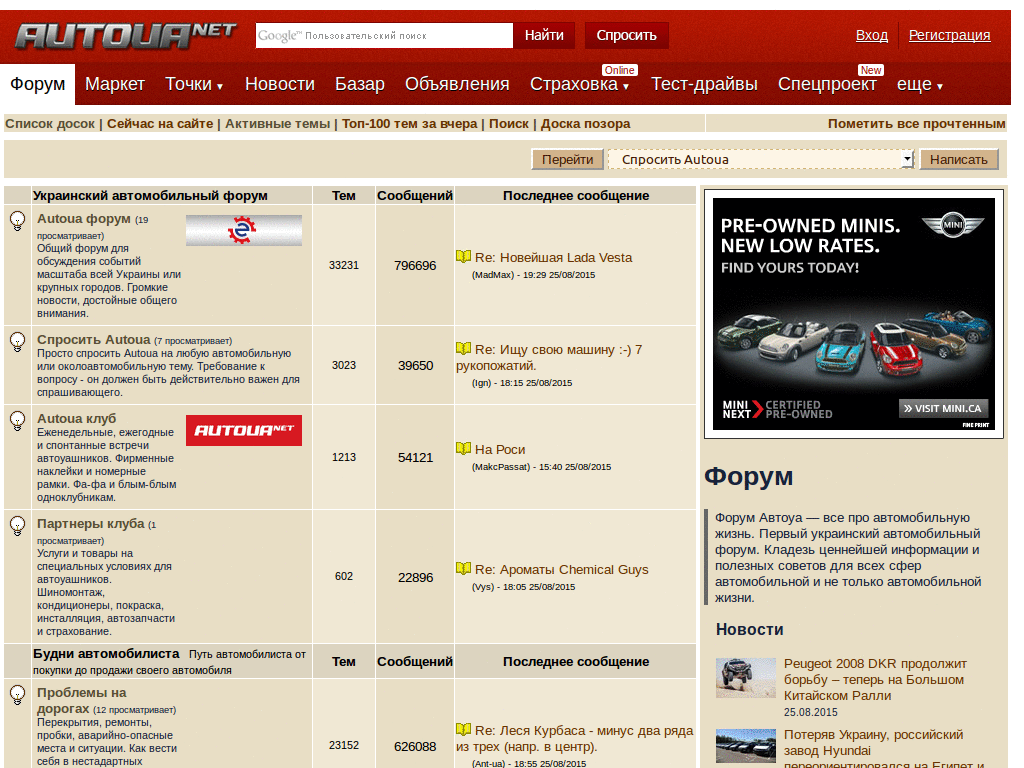 AUTOUA NET
Google™ Пользовательский поиск
Найти
Спросить
Вход
Регистрация
Форум
Маркет
Точки ▼
Новости
Базар
Объявления
Страховка ▼
Online
Тест-драйвы
Спецпроект
New
еще ▼
Список досок | Сейчас на сайте | Активные темы | Топ-100 тем за вчера | Поиск | Доска позора
Пометить все прочтенным
Перейти
Спросить Autoua
Написать
Украинский автомобильный форум
Тем
Сообщений
Последнее сообщение
Autoua форум (19
просматривает)
Общий форум для
обсуждения событий
масштаба всей Украины или
крупных городов. Громкие
новости, достойные общего
внимания.
33231
796696
Re: Новейшая Lada Vesta
(MadMax) - 19:29 25/08/2015
Спросить Autoua (7 просматривает)
Просто спросить Autoua на любую автомобильную
или околоавтомобильную тему. Требование к
вопросу - он должен быть действительно важен для
спрашивающего.
3023
39650
Re: Ищу свою машину :-) 7
рукопожатий.
(Ign) - 18:15 25/08/2015
Autoua клуб
Еженедельные, ежегодные
и спонтанные встречи
автоушников. Фирменные
наклейки и номерные
рамки. Фа-фа и блым-блым
одноклубникам.
AUTOUA NET
1213
54121
На Роси
(MakcPassat) - 15:40 25/08/2015
Партнеры клуба (1
просматривает)
Услуги и товары на
специальных условиях для
автоушников.
Шиномонтаж,
кондиционеры, покраска,
инсталляция, автозапчасти
и страхование.
602
22896
Re: Ароматы Chemical Guys
(Vys) - 18:05 25/08/2015
Будни автомобилиста Путь автомобилиста от
покупки до продажи своего автомобиля
Тем
Сообщений
Последнее сообщение
Проблемы на
дорогах (12 просматривает)
Перекрытия, ремонты,
пробки, аварийно-опасные
места и ситуации. Как вести
себя в нестадартных
23152
626088
Re: Леся Курбаса - минус два ряда
из трех (напр. в центр).
(Ant-ua) - 18:55 25/08/2015
PRE-OWNED MINIS.
NEW LOW RATES.
FIND YOURS TODAY!
MINI
MINI
NEXT
CERTIFIED
PRE-OWNED
» VISIT MINI.CA
FINE PRINT
Форум
Форум Автоуа — все про автомобильную
жизнь. Первый украинский автомобильный
форум. Кладезь ценнейшей информации и
полезных советов для всех сфер
автомобильной и не только автомобильной
жизни.
Новости
Peugeot 2008 DKR продолжит
борьбу – теперь на Большом
Китайском Ралли
25.08.2015
Потеряв Украину, российский
завод Hyundai
переориентировался на Египет и